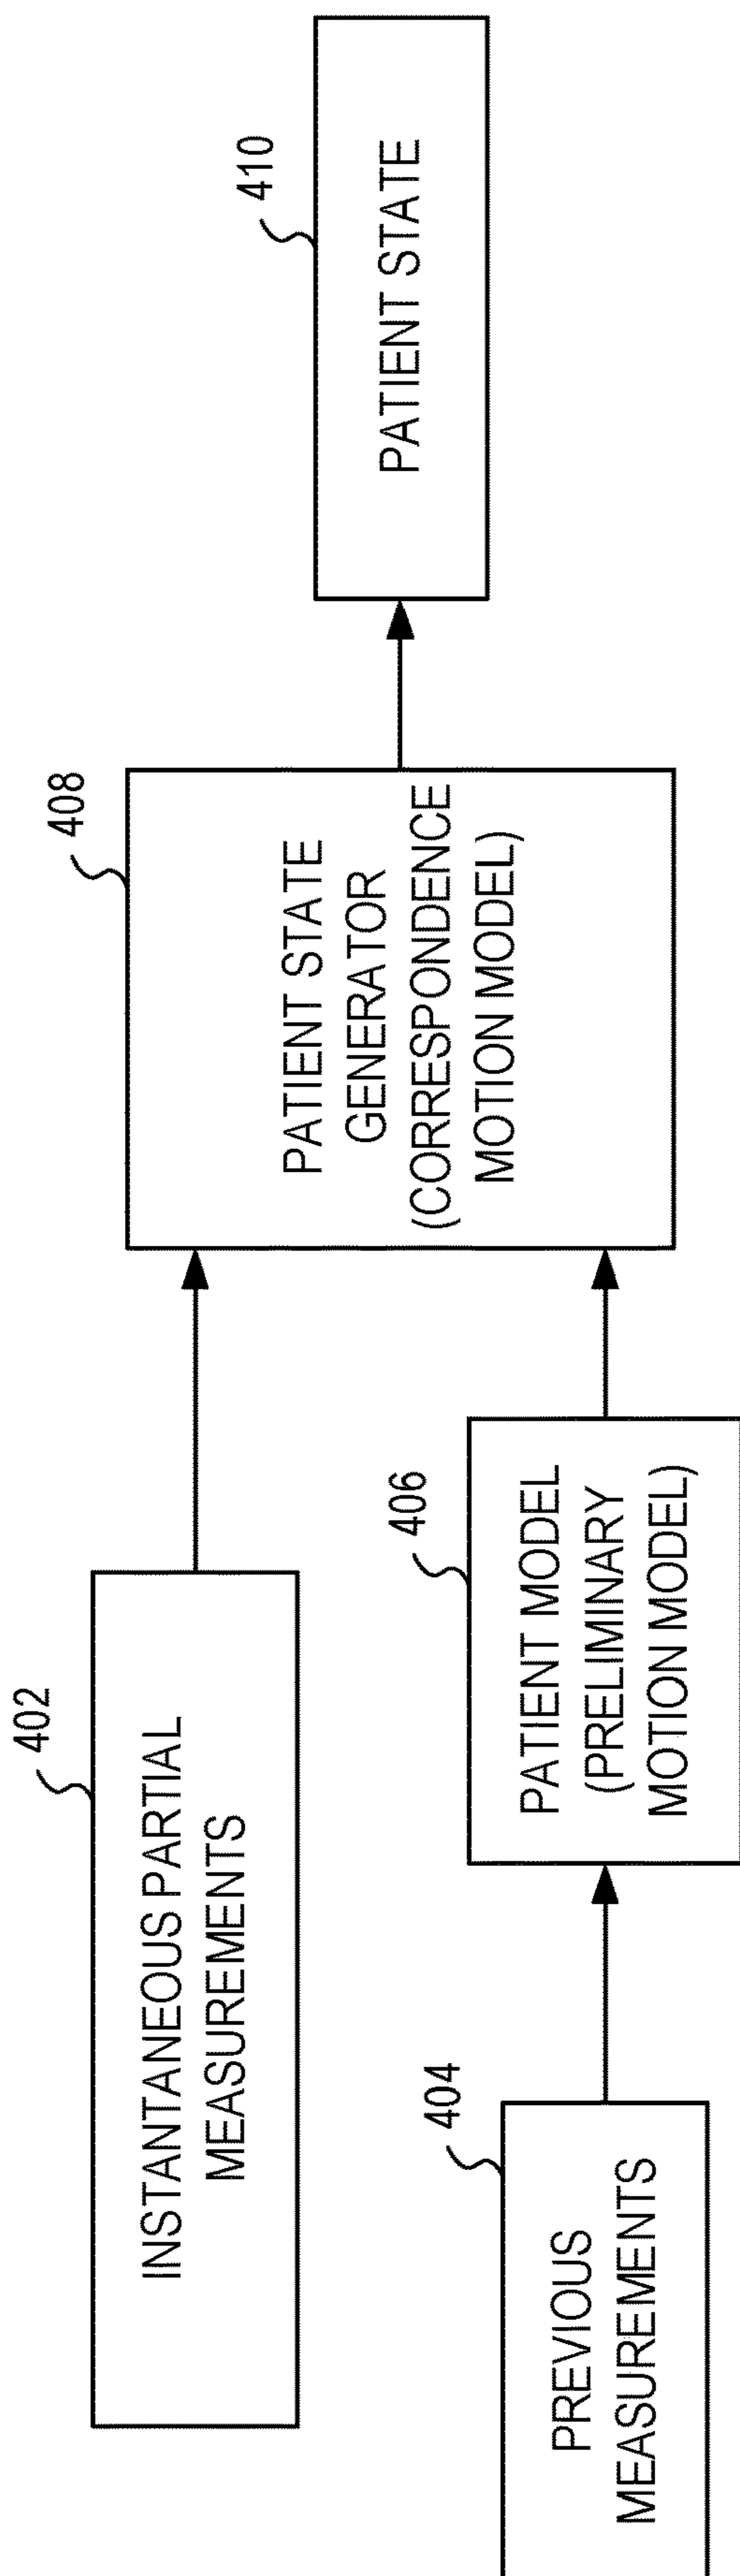 402
INSTANTANEOUS PARTIAL
MEASUREMENTS
404
PREVIOUS
MEASUREMENTS
406
PATIENT MODEL
(PRELIMINARY
MOTION MODEL)
408
PATIENT STATE
GENERATOR
(CORRESPONDENCE
MOTION MODEL)
410
PATIENT STATE